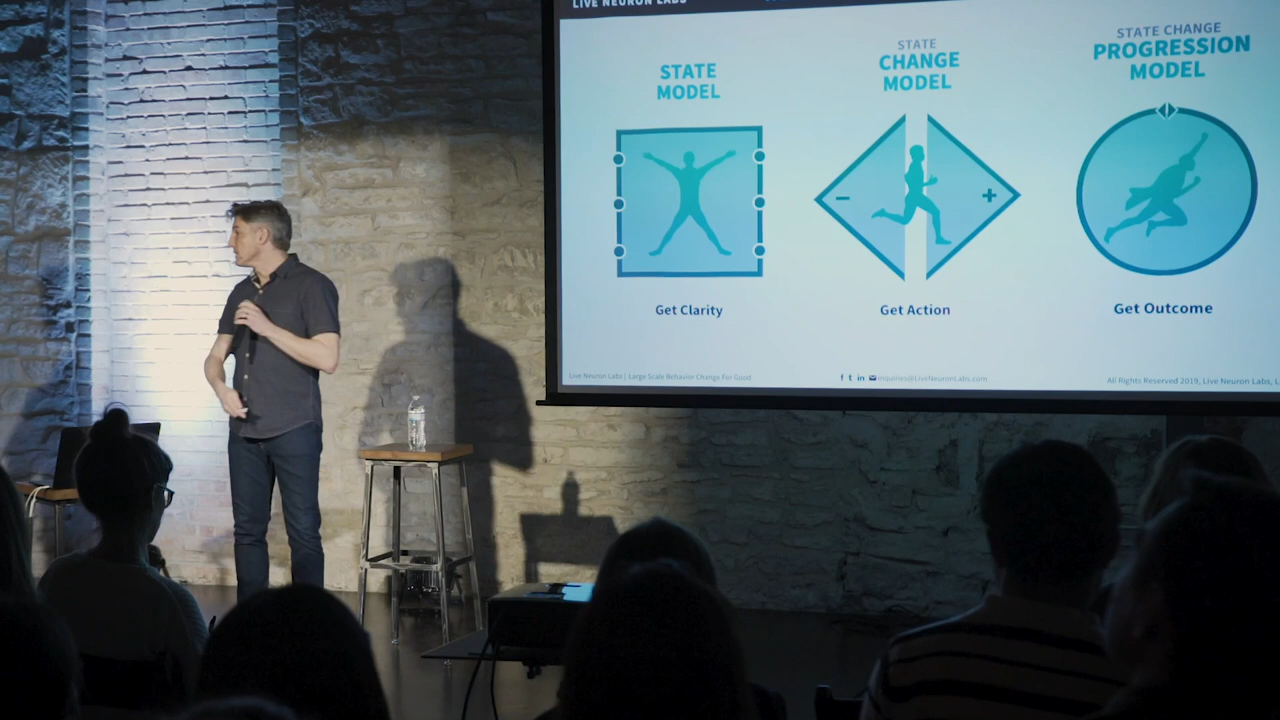 LIVE NEURON LABS
STATE
MODEL
STATE
CHANGE
MODEL
STATE CHANGE
PROGRESSION
MODEL
Get Clarity
Get Action
Get Outcome
Live Neuron Labs | Large Scale Behavior Change For Good
f t in inquiries@LiveNeuronLabs.com
All Rights Reserved 2019, Live Neuron Labs, L